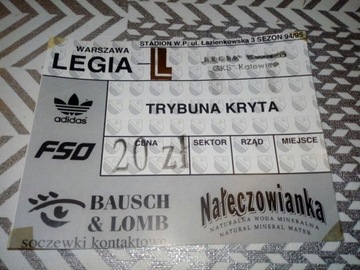 WARSZAWA
LEGIA
STADION W.P. ul. Łazienkowska 3 SEZON 94/95
GKS Katowice
adidas
TRYBUNA KRYTA
FSO
CENA SEKTOR RZĄD MIEJSCE
20 zł
BAUSCH
& LOMB
soczewki kontaktowe
Nałęczowianka
NATURALNA WODA MINERALNA
NATURAL MINERAL WATER